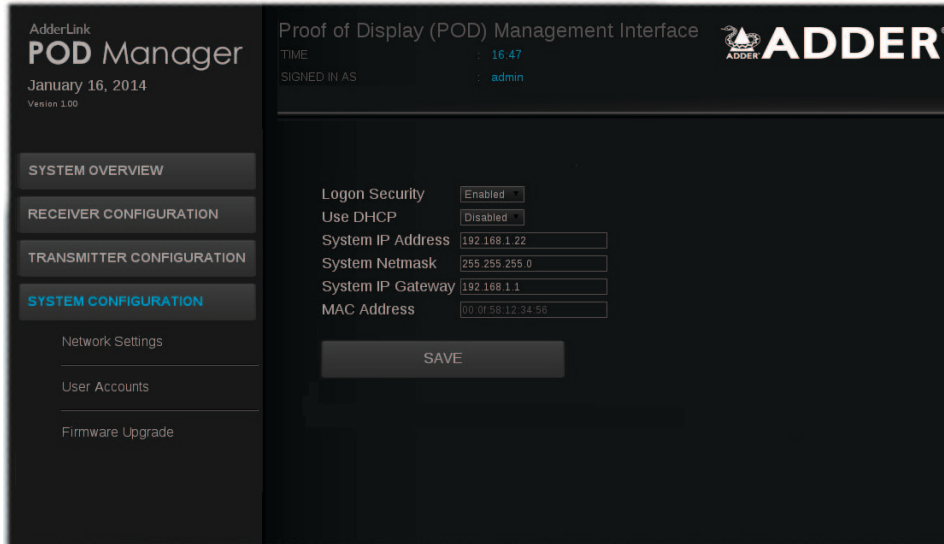 AdderLink
POD Manager
January 16, 2014
Version 1.00
Proof of Display (POD) Management Interface
TIME : 16:47
SIGNED IN AS : admin
ADDER
ADDER®
SYSTEM OVERVIEW
RECEIVER CONFIGURATION
TRANSMITTER CONFIGURATION
SYSTEM CONFIGURATION
Network Settings
User Accounts
Firmware Upgrade
Logon Security Enabled
Use DHCP Disabled
System IP Address 192.168.1.22
System Netmask 255.255.255.0
System IP Gateway 192.168.1.1
MAC Address 00:0f:58:12:34:56
SAVE